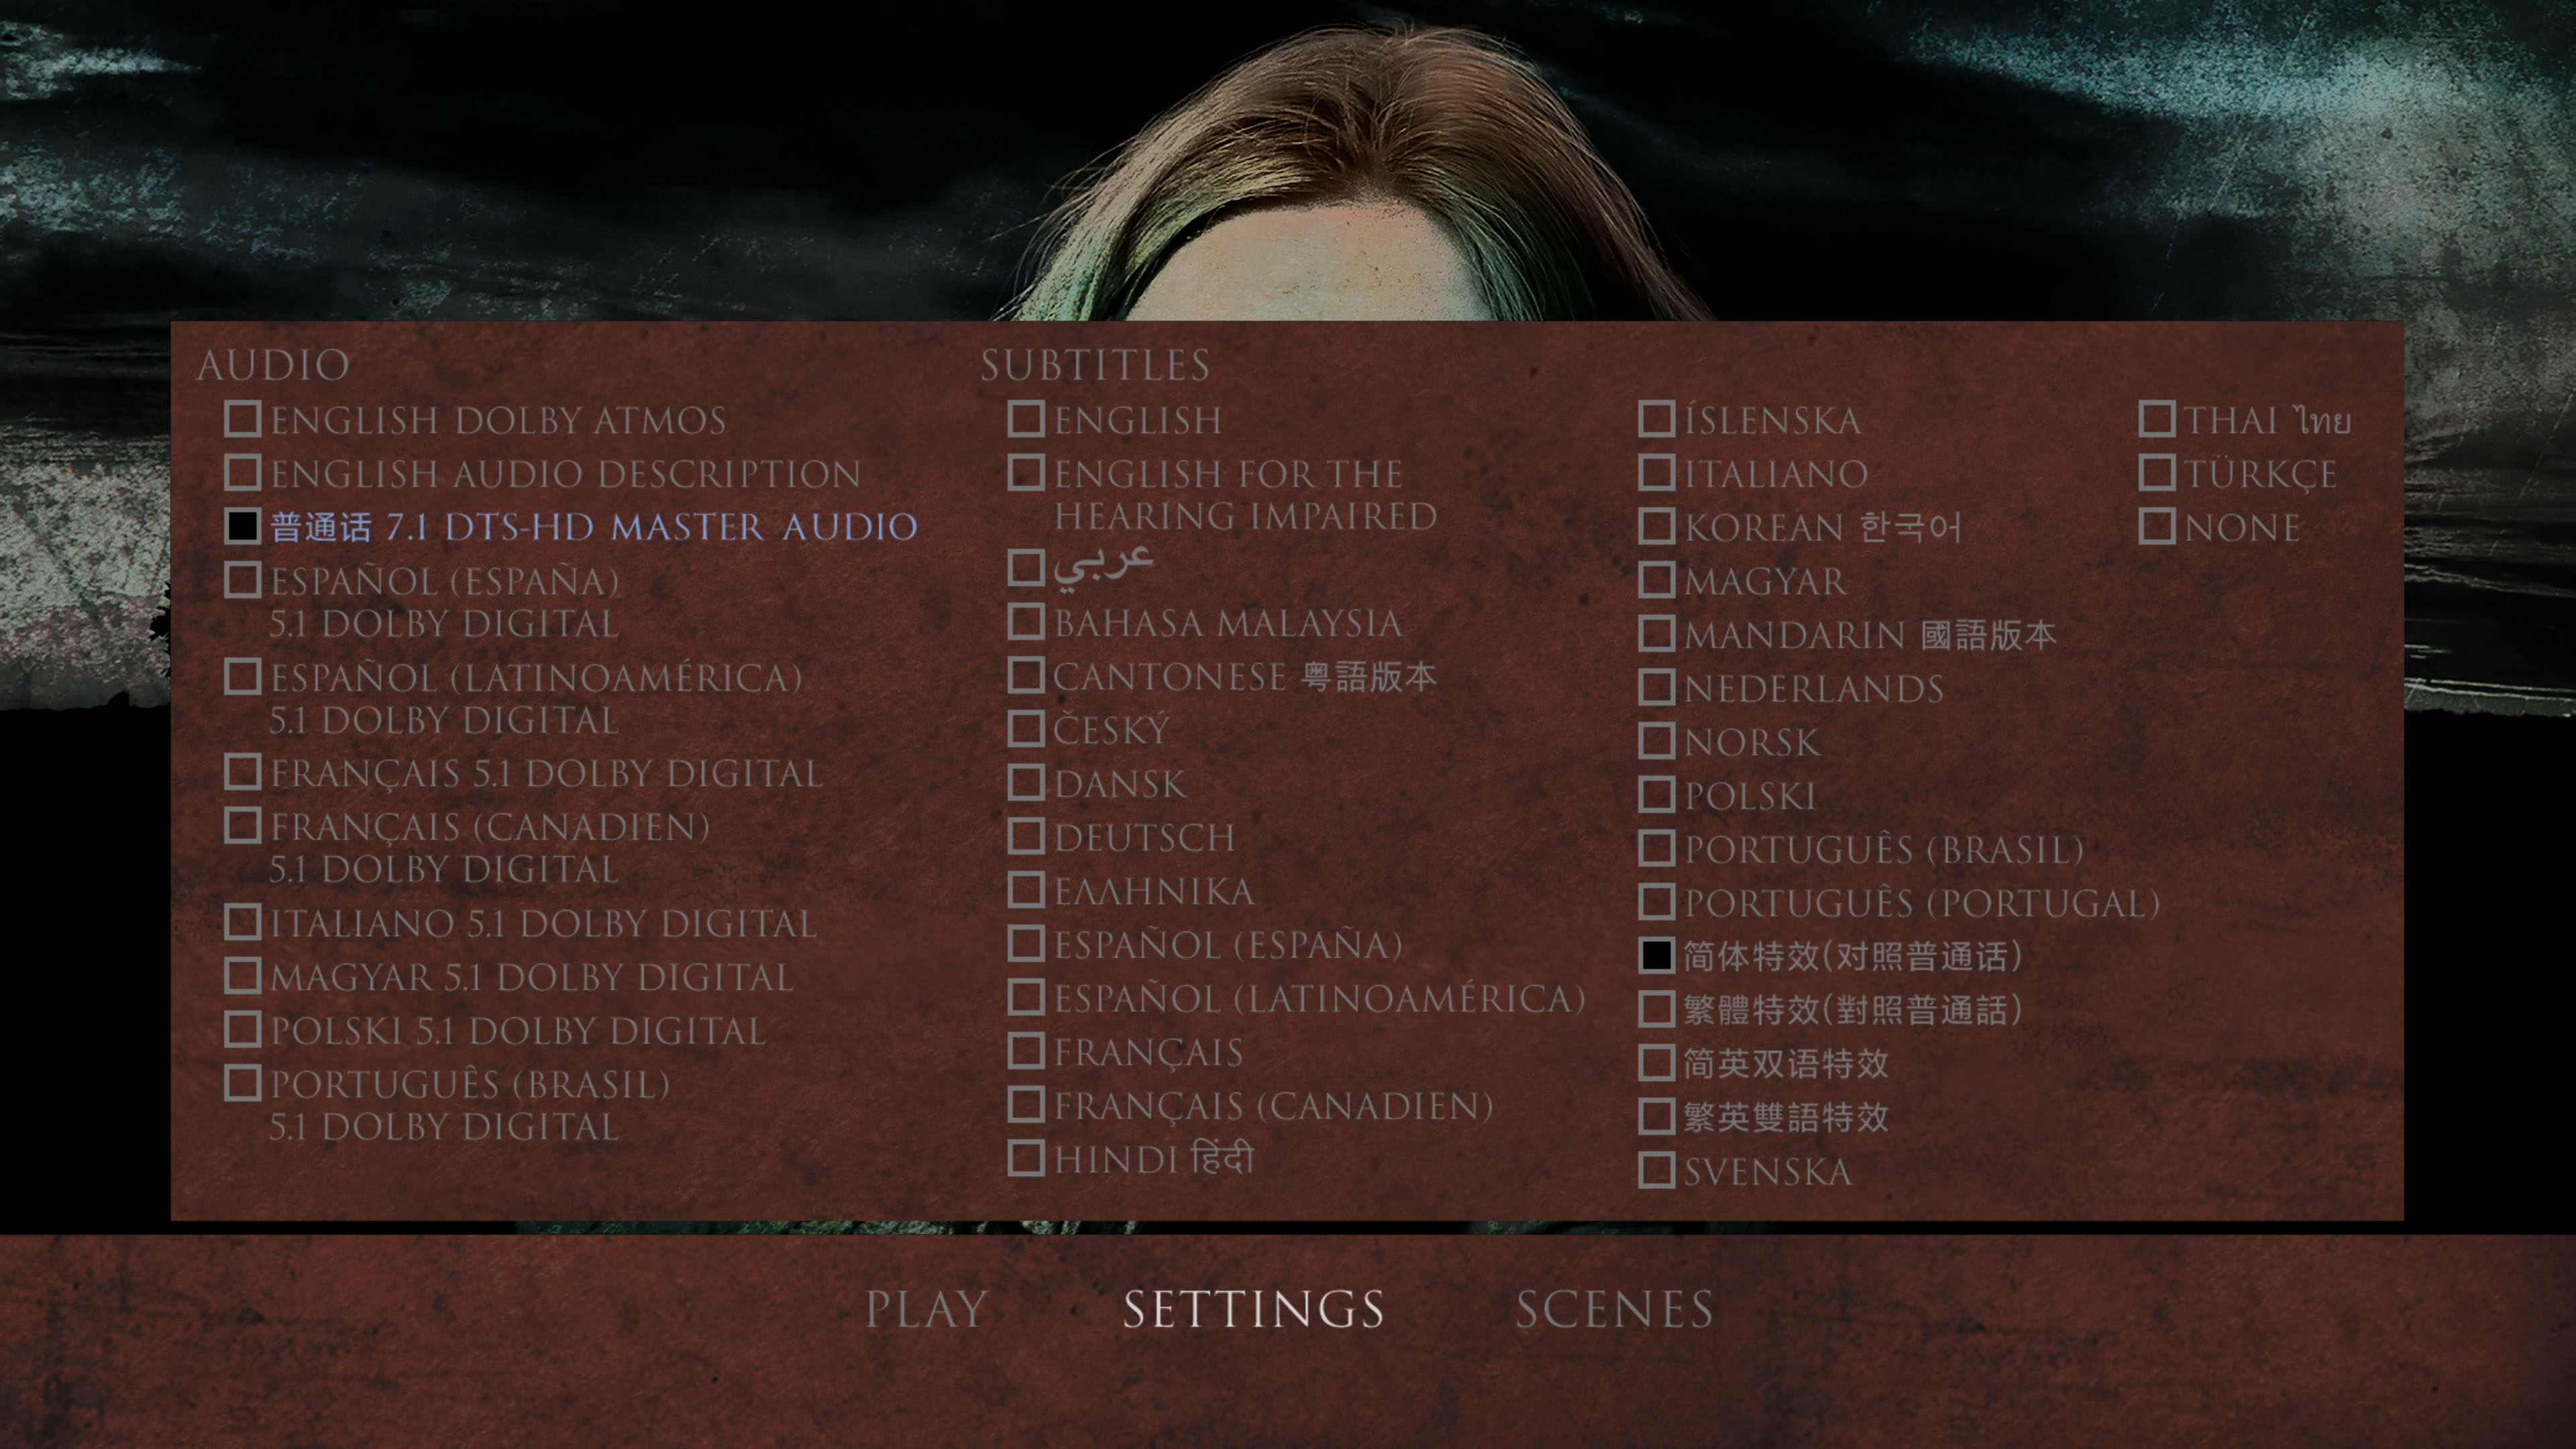 AUDIO
ENGLISH DOLBY ATMOS
ENGLISH AUDIO DESCRIPTION
普通话 7.1 DTS-HD MASTER AUDIO
ESPAÑOL (ESPAÑA)
5.1 DOLBY DIGITAL
ESPAÑOL (LATINOAMÉRICA)
5.1 DOLBY DIGITAL
FRANÇAIS 5.1 DOLBY DIGITAL
FRANÇAIS (CANADIEN)
5.1 DOLBY DIGITAL
ITALIANO 5.1 DOLBY DIGITAL
MAGYAR 5.1 DOLBY DIGITAL
POLSKI 5.1 DOLBY DIGITAL
PORTUGUÊS (BRASIL)
5.1 DOLBY DIGITAL
SUBTITLES
ENGLISH
ENGLISH FOR THE
HEARING IMPAIRED
عربي
BAHASA MALAYSIA
CANTONESE 粵語版本
ČESKÝ
DANSK
DEUTSCH
ΕΛΛΗΝΙΚΑ
ESPAÑOL (ESPAÑA)
ESPAÑOL (LATINOAMÉRICA)
FRANÇAIS
FRANÇAIS (CANADIEN)
HINDI हिंदी
ÍSLENSKA
ITALIANO
KOREAN 한국어
MAGYAR
MANDARIN 國語版本
NEDERLANDS
NORSK
POLSKI
PORTUGUÊS (BRASIL)
PORTUGUÊS (PORTUGAL)
简体特效(对照普通话)
繁體特效(對照普通話)
简英双语特效
繁英雙語特效
SVENSKA
THAI ไทย
TÜRKÇE
NONE
PLAY
SETTINGS
SCENES